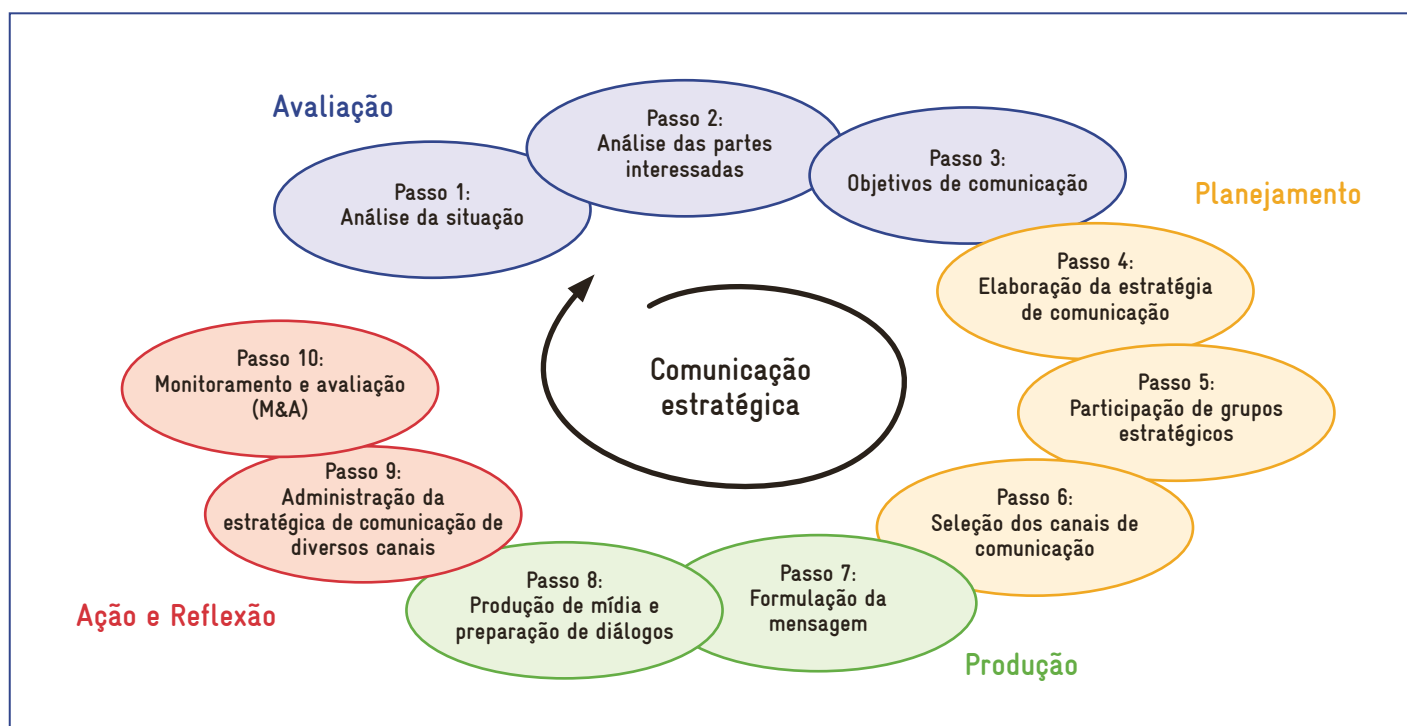 Avaliação
Passo 1:
Análise da situação
Passo 2:
Análise das partes
interessadas
Passo 3:
Objetivos de comunicação
Planejamento
Passo 4:
Elaboração da estratégia
de comunicação
Passo 5:
Participação de grupos
estratégicos
Passo 6:
Seleção dos canais de
comunicação
Produção
Passo 7:
Formulação da
mensagem
Passo 8:
Produção de mídia e
preparação de diálogos
Ação e Reflexão
Passo 9:
Administração da
estratégica de comunicação de
diversos canais
Passo 10:
Monitoramento e avaliação
(M&A)
Comunicação
estratégica